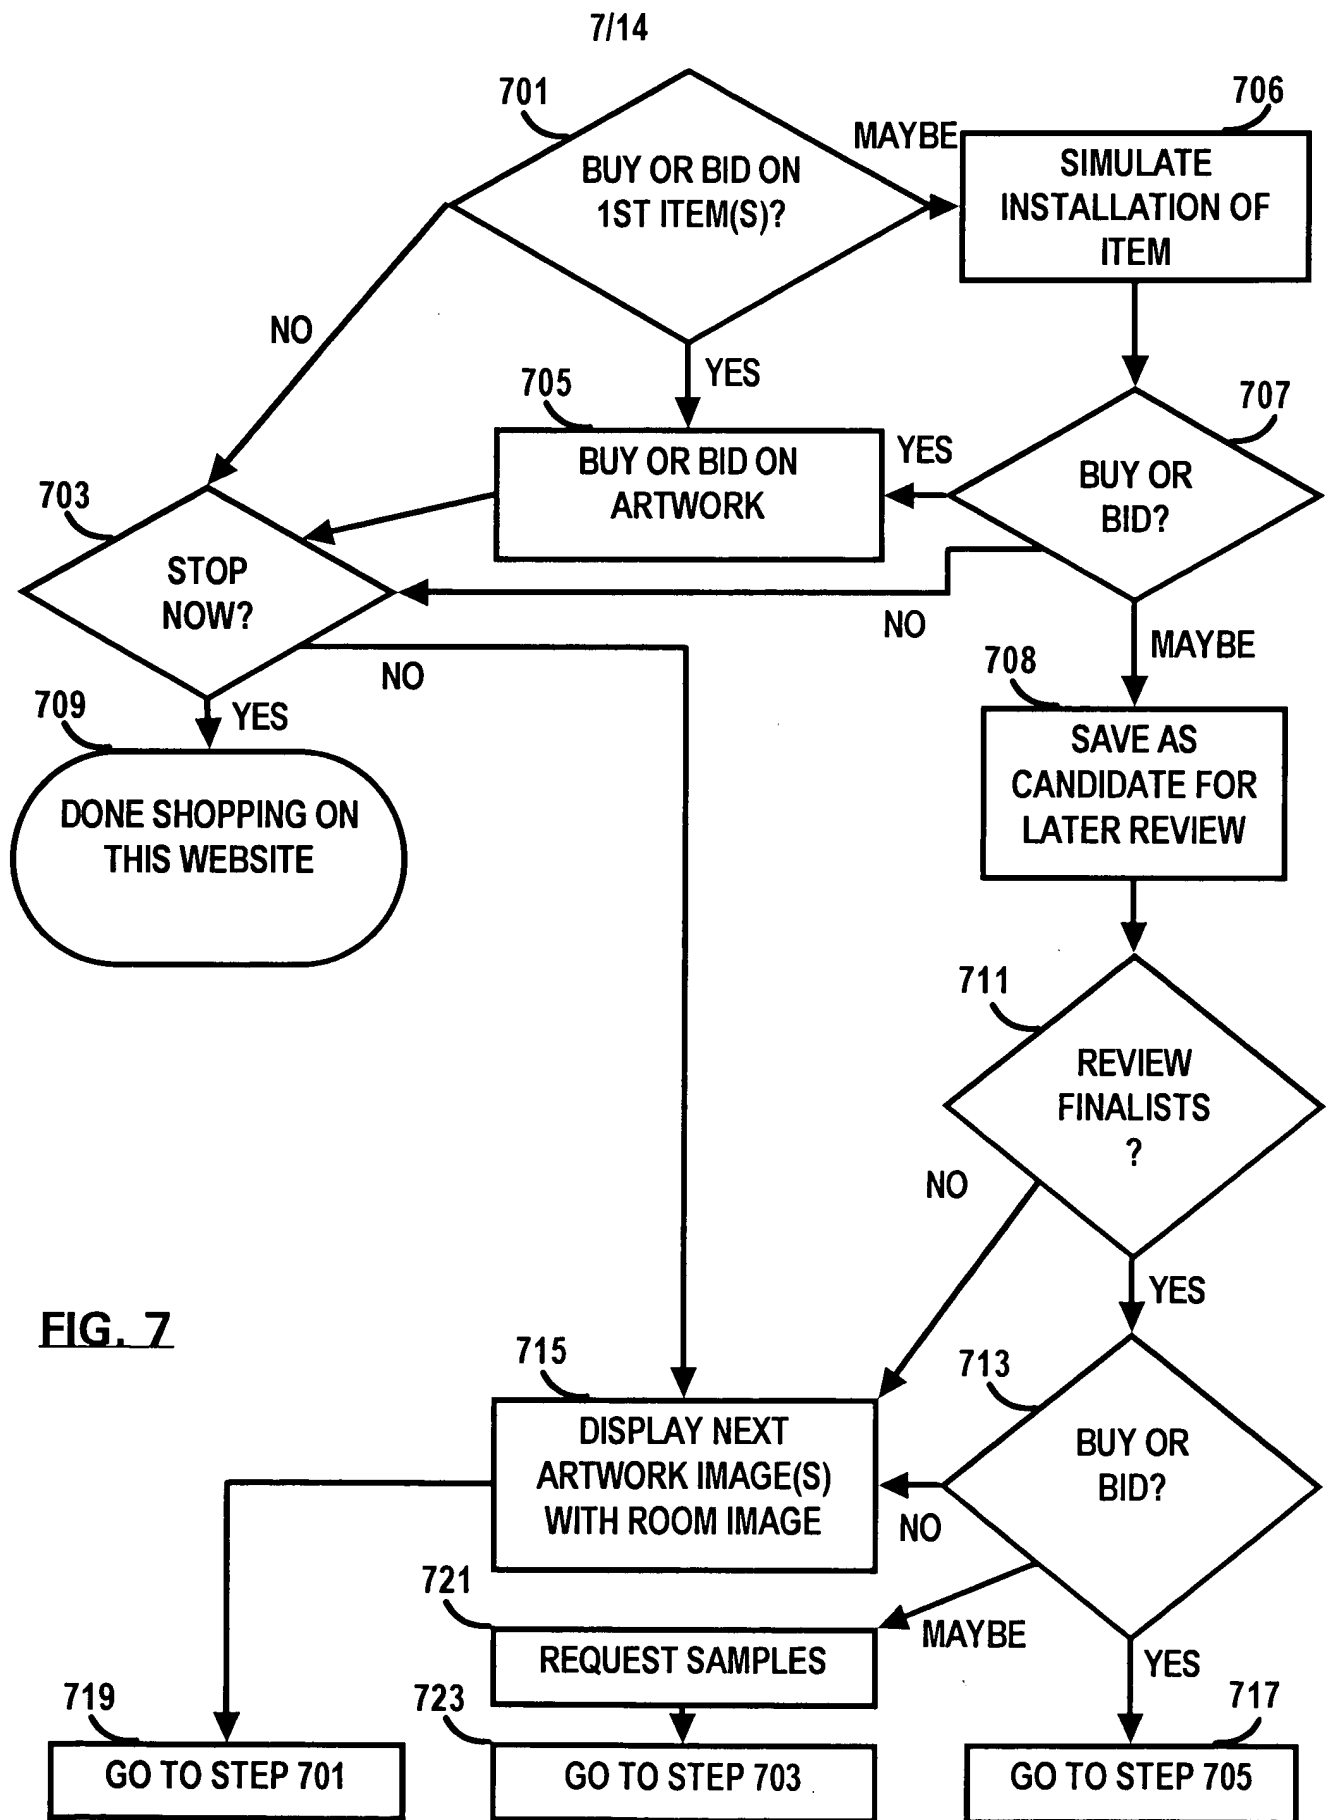 7/14
701
BUY OR BID ON
1ST ITEM(S)?
MAYBE
706
SIMULATE
INSTALLATION OF
ITEM
NO
YES
705
BUY OR BID ON
ARTWORK
YES
707
BUY OR
BID?
703
STOP
NOW?
NO
NO
MAYBE
709
YES
DONE SHOPPING ON
THIS WEBSITE
708
SAVE AS
CANDIDATE FOR
LATER REVIEW
711
REVIEW
FINALISTS
?
NO
YES
FIG. 7
715
DISPLAY NEXT
ARTWORK IMAGE(S)
WITH ROOM IMAGE
713
BUY OR
BID?
NO
721
REQUEST SAMPLES
MAYBE
YES
719
GO TO STEP 701
723
GO TO STEP 703
717
GO TO STEP 705